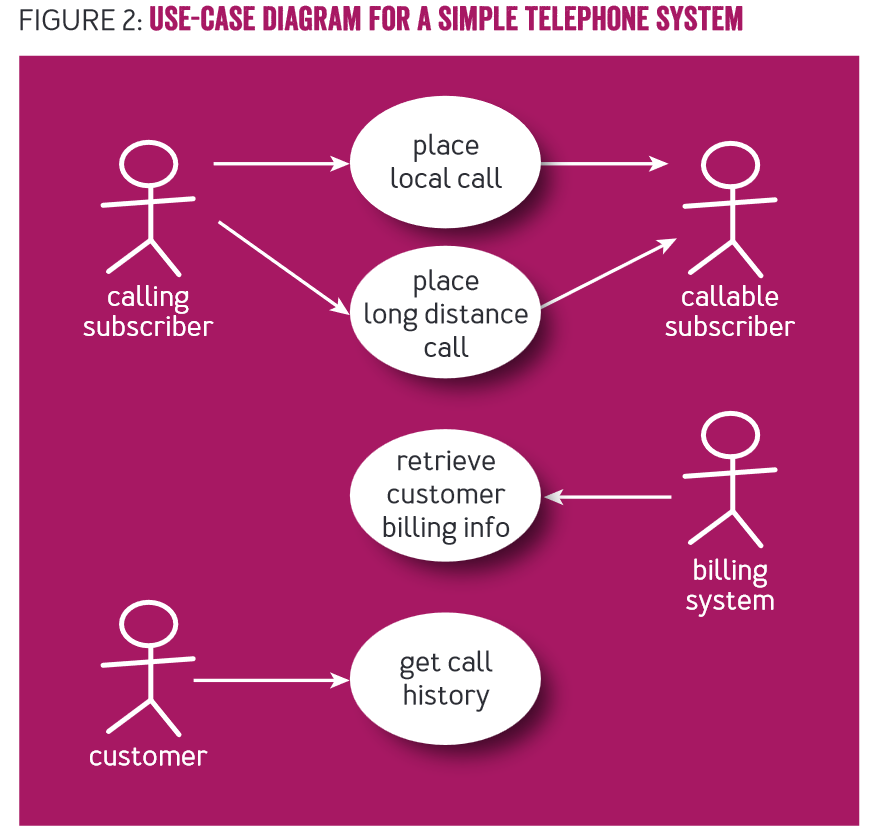 FIGURE 2: USE-CASE DIAGRAM FOR A SIMPLE TELEPHONE SYSTEM
place
local call
calling
subscriber
place
long distance
call
callable
subscriber
retrieve
customer
billing info
billing
system
get call
history
customer